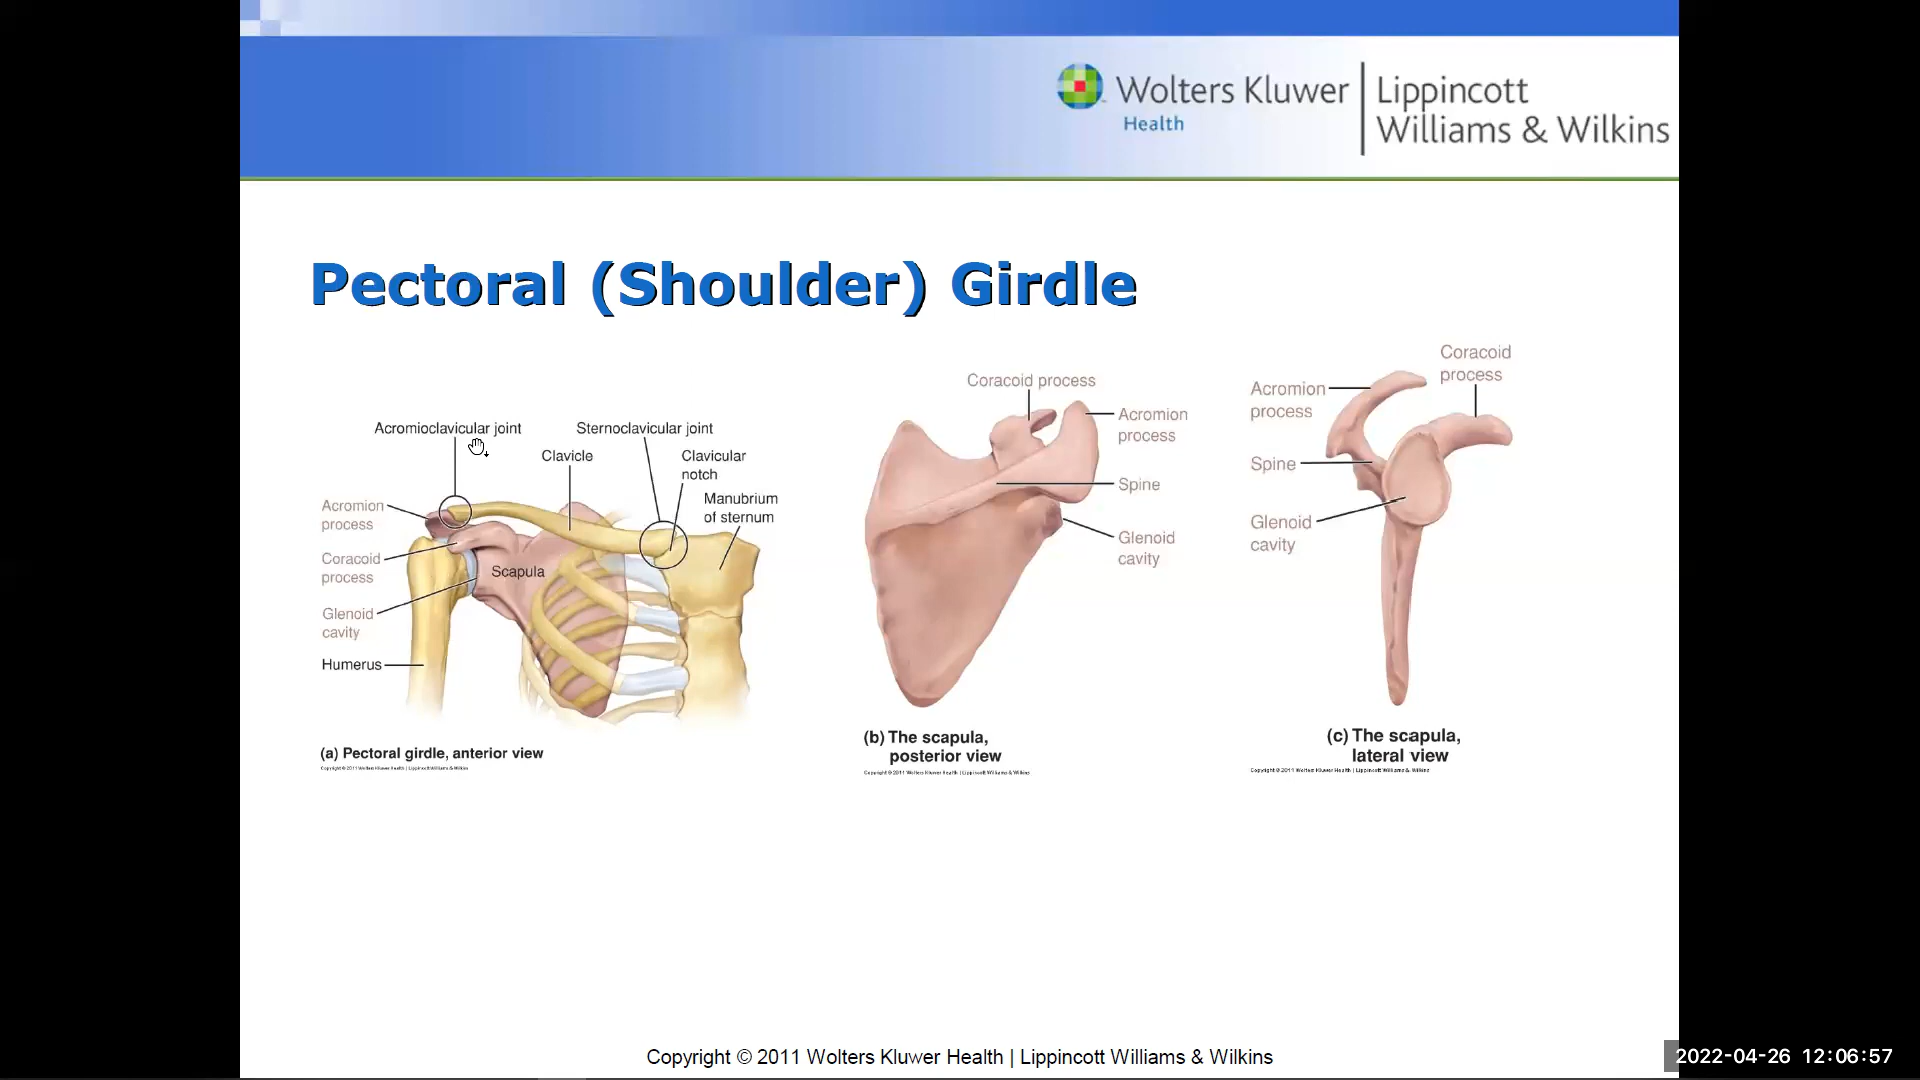 Wolters Kluwer
Health
Lippincott
Williams & Wilkins
Pectoral (Shoulder) Girdle
Acromioclavicular joint
Sternoclavicular joint
Clavicle
Clavicular
notch
Manubrium
of sternum
Acromion
process
Coracoid
process
Scapula
Glenoid
cavity
Humerus
(a) Pectoral girdle, anterior view
Copyright © 2011 Wolters Kluwer Health | Lippincott Williams & Wilkins
Coracoid process
Acromion
process
Spine
Glenoid
cavity
(b) The scapula,
posterior view
Copyright © 2011 Wolters Kluwer Health | Lippincott Williams & Wilkins
Coracoid
process
Acromion
process
Spine
Glenoid
cavity
(c) The scapula,
lateral view
Copyright © 2011 Wolters Kluwer Health | Lippincott Williams & Wilkins
Copyright © 2011 Wolters Kluwer Health | Lippincott Williams & Wilkins
2022-04-26 12:06:57